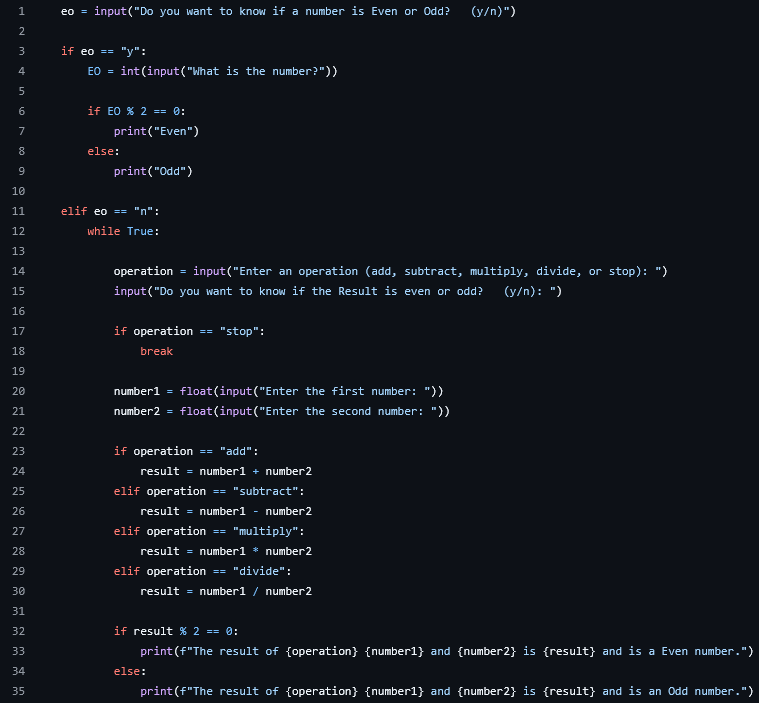 1 eo = input("Do you want to know if a number is Even or Odd?   (y/n)")
2
3 if eo == "y":
4     EO = int(input("What is the number?"))
5
6     if EO % 2 == 0:
7         print("Even")
8     else:
9         print("Odd")
10
11 elif eo == "n":
12     while True:
13
14         operation = input("Enter an operation (add, subtract, multiply, divide, or stop): ")
15         input("Do you want to know if the Result is even or odd?   (y/n): ")
16
17         if operation == "stop":
18             break
19
20         number1 = float(input("Enter the first number: "))
21         number2 = float(input("Enter the second number: "))
22
23         if operation == "add":
24             result = number1 + number2
25         elif operation == "subtract":
26             result = number1 - number2
27         elif operation == "multiply":
28             result = number1 * number2
29         elif operation == "divide":
30             result = number1 / number2
31
32         if result % 2 == 0:
33             print(f"The result of {operation} {number1} and {number2} is {result} and is a Even number.")
34         else:
35             print(f"The result of {operation} {number1} and {number2} is {result} and is an Odd number.")